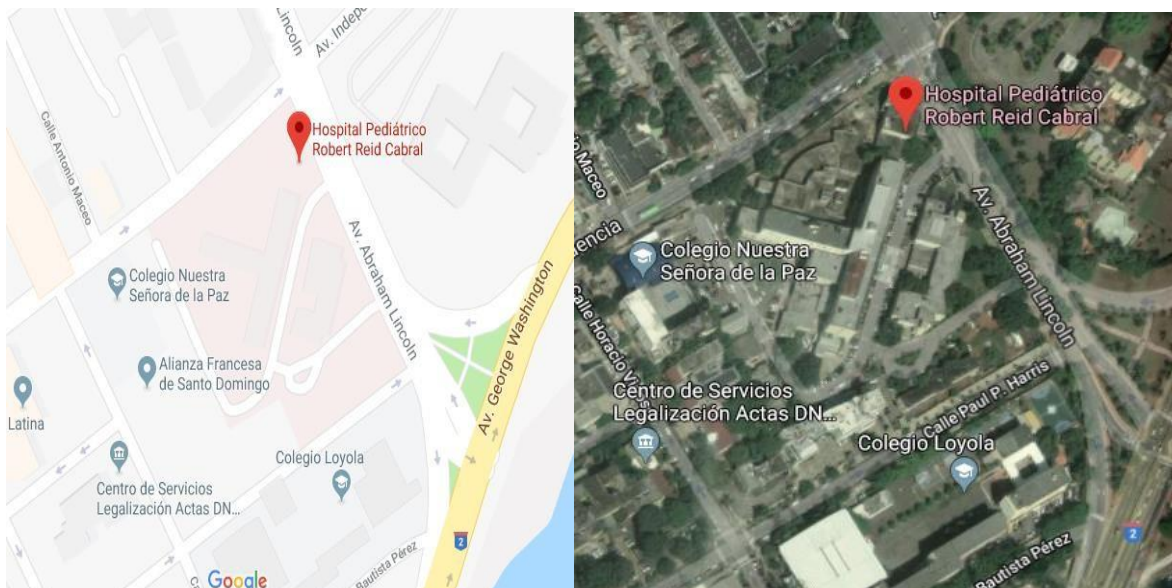 Lincoln
Av. Indepe
Hospital Pediátrico
Robert Reid Cabral
Calle Antonio Maceo
Av. Abraham Lincoln
Colegio Nuestra
Señora de la Paz
Av. George Washington
Alianza Francesa
de Santo Domingo
Latina
Colegio Loyola
Centro de Servicios
Legalización Actas DN...
2
Bautista Pérez
Google
Hospital Pediátrico
Robert Reid Cabral
Maceo
encia
Av. Abraham Lincoln
Colegio Nuestra
Señora de la Paz
Calle Horacio
Centro de Servicios
Legalización Actas DN...
Calle Paul P. Harris
Colegio Loyola
2
Bautista Pérez